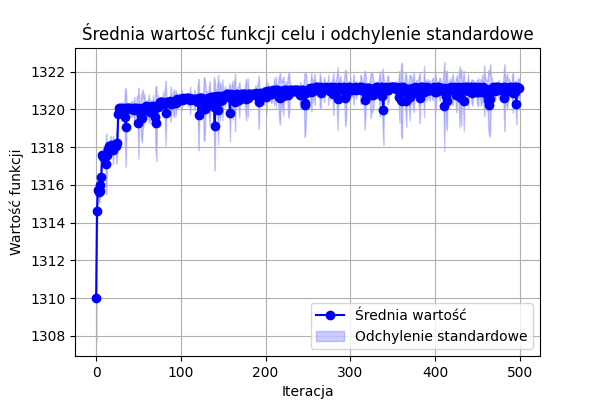 Średnia wartość funkcji celu i odchylenie standardowe
1322
1320
1318
1316
1314
1312
1310
1308
Wartość funkcji
Średnia wartość
Odchylenie standardowe
0 100 200 300 400 500
Iteracja